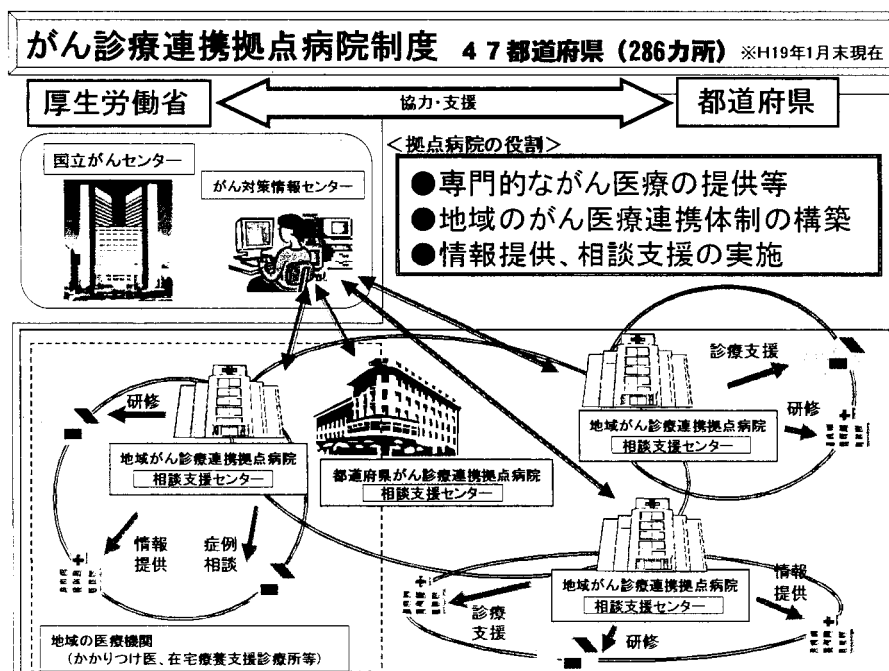 がん診療連携拠点病院制度 47都道府県(286カ所) ※H19年1月末現在
厚生労働省
協力・支援
都道府県
国立がんセンター
がん対策情報センター
<拠点病院の役割>
●専門的ながん医療の提供等
●地域のがん医療連携体制の構築
●情報提供、相談支援の実施
研修
地域がん診療連携拠点病院
相談支援センター
情報
提供
症例
相談
都道府県がん診療連携拠点病院
相談支援センター
診療支援
研修
地域がん診療連携拠点病院
相談支援センター
地域がん診療連携拠点病院
相談支援センター
情報
提供
診療
支援
研修
地域の医療機関
(かかりつけ医、在宅療養支援診療所等)